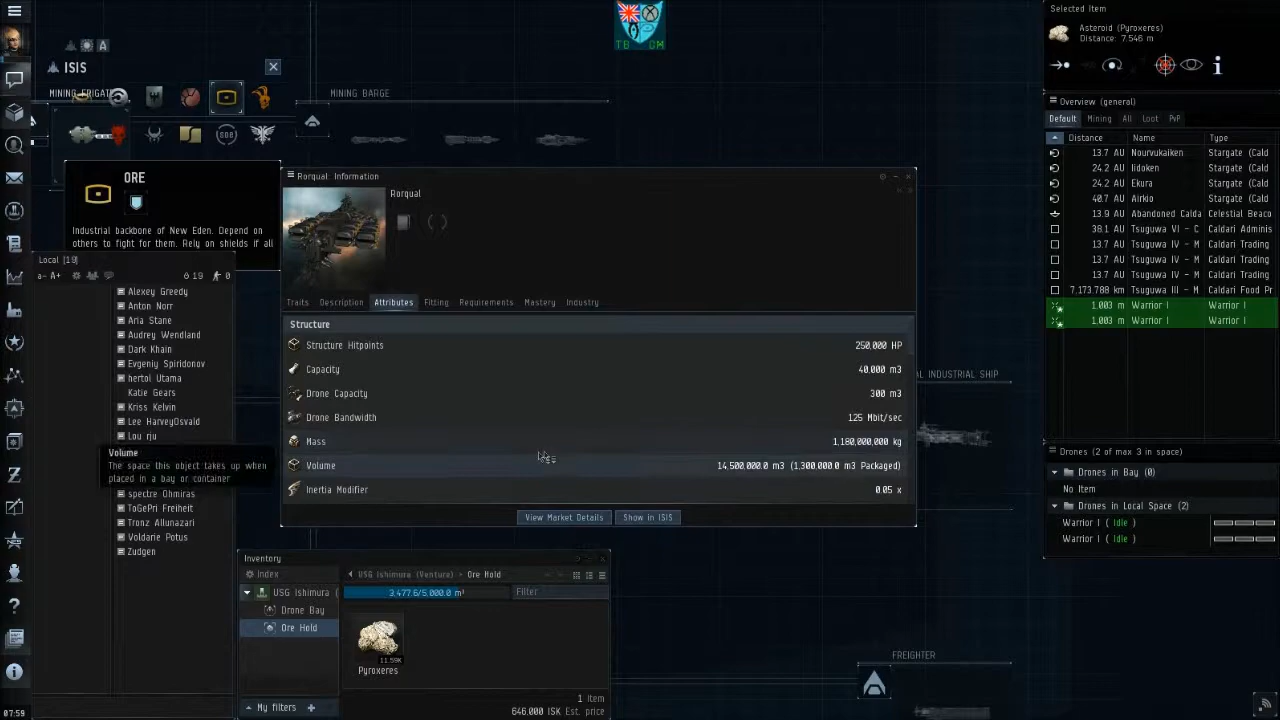 TB DM
ISIS
MINING FRIGATE
MINING BARGE
ORE
Industrial backbone of New Eden. Depend on
others to fight for them. Rely on shields if all
Local [19]
a- A+
19
0
Alexey Greedy
Anton Norr
Aria Stane
Audrey Wendland
Dark Khain
Evgeniy Spiridonov
hertol Utama
Katie Gears
Kriss Kelvin
Lee HarveyOsvald
Lou rju
Volume
The space this object takes up when
placed in a bay or container
spectre Ohmiras
ToGePri Freiheit
Tronz Allunazari
Voldarie Potus
Zudgen
Rorqual: Information
Rorqual
Traits Description Attributes Fitting Requirements Mastery Industry
Structure
Structure Hitpoints 250,000 HP
Capacity 40,000 m3
Drone Capacity 300 m3
Drone Bandwidth 125 Mbit/sec
Mass 1,180,000,000 kg
Volume 14,500,000.0 m3 (1,300,000.0 m3 Packaged)
Inertia Modifier 0.05 x
View Market Details Show in ISIS
AL INDUSTRIAL SHIP
FREIGHTER
Inventory
Index
USG Ishimura (Venture) > Ore Hold
USG Ishimura (
3,477.6/5,000.0 m³
Filter
Drone Bay
Ore Hold
11.59K
Pyroxeres
My filters +
1 Item
646.000 ISK Est. price
07:59
Selected Item
Asteroid (Pyroxeres)
Distance: 7.546 m
Overview (general)
Default Mining All Loot PvP
Distance Name Type
13.7 AU Nourvukaiken Stargate (Cald
24.2 AU Iidoken Stargate (Cald
24.2 AU Ekura Stargate (Cald
40.7 AU Airkio Stargate (Cald
13.9 AU Abandoned Calda Celestial Beaco
38.1 AU Tsuguwa VI - C Caldari Adminis
13.7 AU Tsuguwa IV - M Caldari Trading
13.7 AU Tsuguwa IV - M Caldari Trading
13.7 AU Tsuguwa IV - M Caldari Trading
7,173.788 km Tsuguwa III - M Caldari Food Pr
1.003 m Warrior I Warrior I
1.003 m Warrior I Warrior I
Drones (2 of max 3 in space)
Drones in Bay (0)
No Item
Drones in Local Space (2)
Warrior I ( Idle )
Warrior I ( Idle )